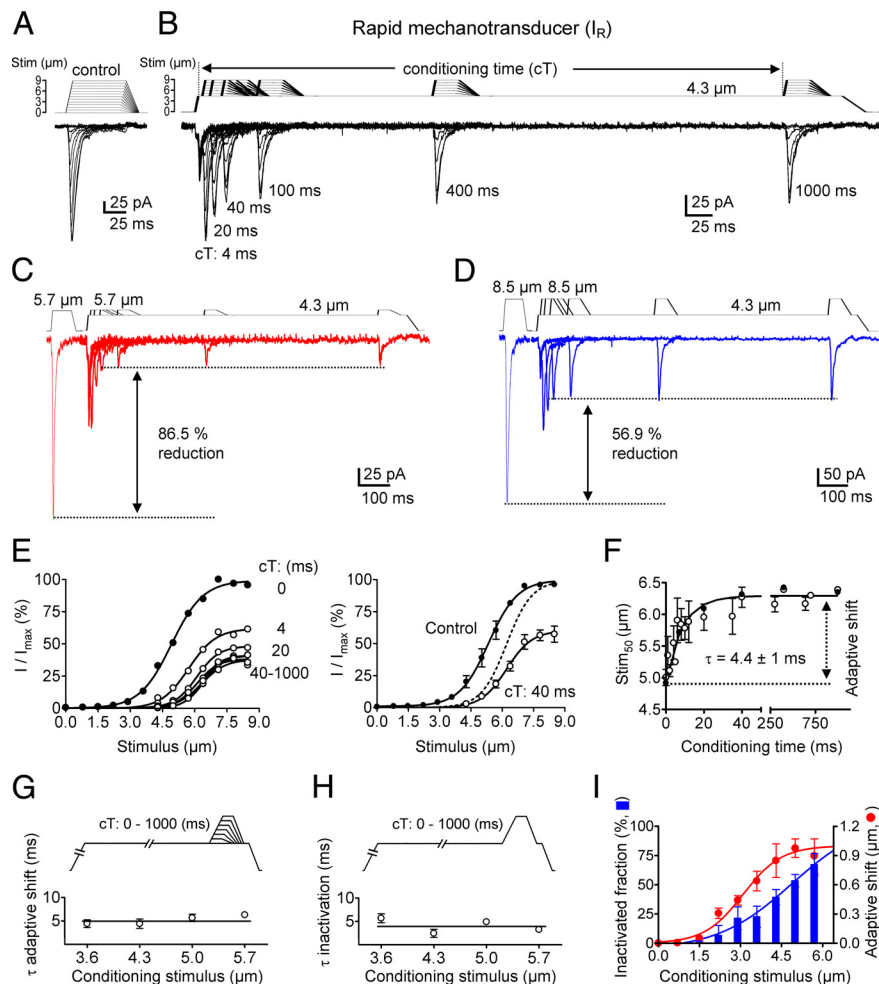 A
B
Rapid mechanotransducer (I_R)
Stim (µm)
control
9
6
3
0
25 pA
25 ms
Stim (µm)
9
6
3
0
conditioning time (cT)
4.3 µm
100 ms
40 ms
20 ms
cT: 4 ms
400 ms
25 pA
25 ms
1000 ms
C
5.7 µm 5.7 µm
4.3 µm
86.5 %
reduction
25 pA
100 ms
D
8.5 µm 8.5 µm
4.3 µm
56.9 %
reduction
50 pA
100 ms
E
I / I_max (%)
100
75
50
25
0
cT: (ms)
0
4
20
40-1000
0.0 1.5 3.0 4.5 6.0 7.5 9.0
Stimulus (µm)
I / I_max (%)
100
75
50
25
0
Control
cT: 40 ms
0.0 1.5 3.0 4.5 6.0 7.5 9.0
Stimulus (µm)
F
Stim_50 (µm)
6.5
6.0
5.5
5.0
4.5
τ = 4.4 ± 1 ms
Adaptive shift
0 20 40 250 750
Conditioning time (ms)
G
cT: 0 - 1000 (ms)
τ adaptive shift (ms)
15
10
5
3.6 4.3 5.0 5.7
Conditioning stimulus (µm)
H
cT: 0 - 1000 (ms)
τ inactivation (ms)
15
10
5
3.6 4.3 5.0 5.7
Conditioning stimulus (µm)
I
Inactivated fraction (%, )
100
75
50
25
0
Adaptive shift (µm, )
1.2
0.9
0.6
0.3
0.0
0.0 1.5 3.0 4.5 6.0
Conditioning stimulus (µm)